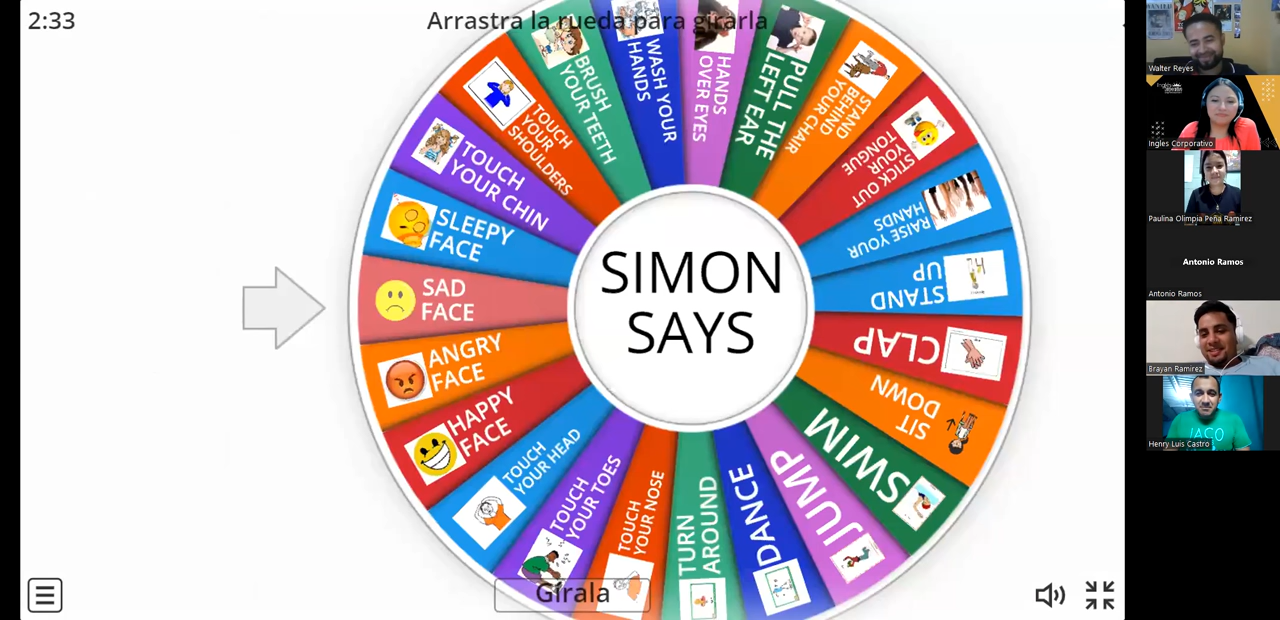 2:33
Arrastra la rueda para girarla
SIMON
SAYS
WASH YOUR
HANDS
HANDS
OVER EYES
PULL THE
LEFT EAR
STAND
BEHIND
YOUR CHAIR
STICK OUT
YOUR
TONGUE
RAISE YOUR
HANDS
STAND
UP
CLAP
SIT
DOWN
SWIM
JUMP
DANCE
TURN
AROUND
TOUCH
YOUR NOSE
TOUCH
YOUR TOES
TOUCH
YOUR HEAD
HAPPY
FACE
ANGRY
FACE
SAD
FACE
SLEEPY
FACE
TOUCH
YOUR CHIN
TOUCH
YOUR
SHOULDERS
BRUSH
YOUR TEETH
Gírala
Walter Reyes
Ingles Corporativo
Paulina Olimpia Peña Ramirez
Antonio Ramos
Antonio Ramos
Brayan Ramirez
Henry Luis Castro